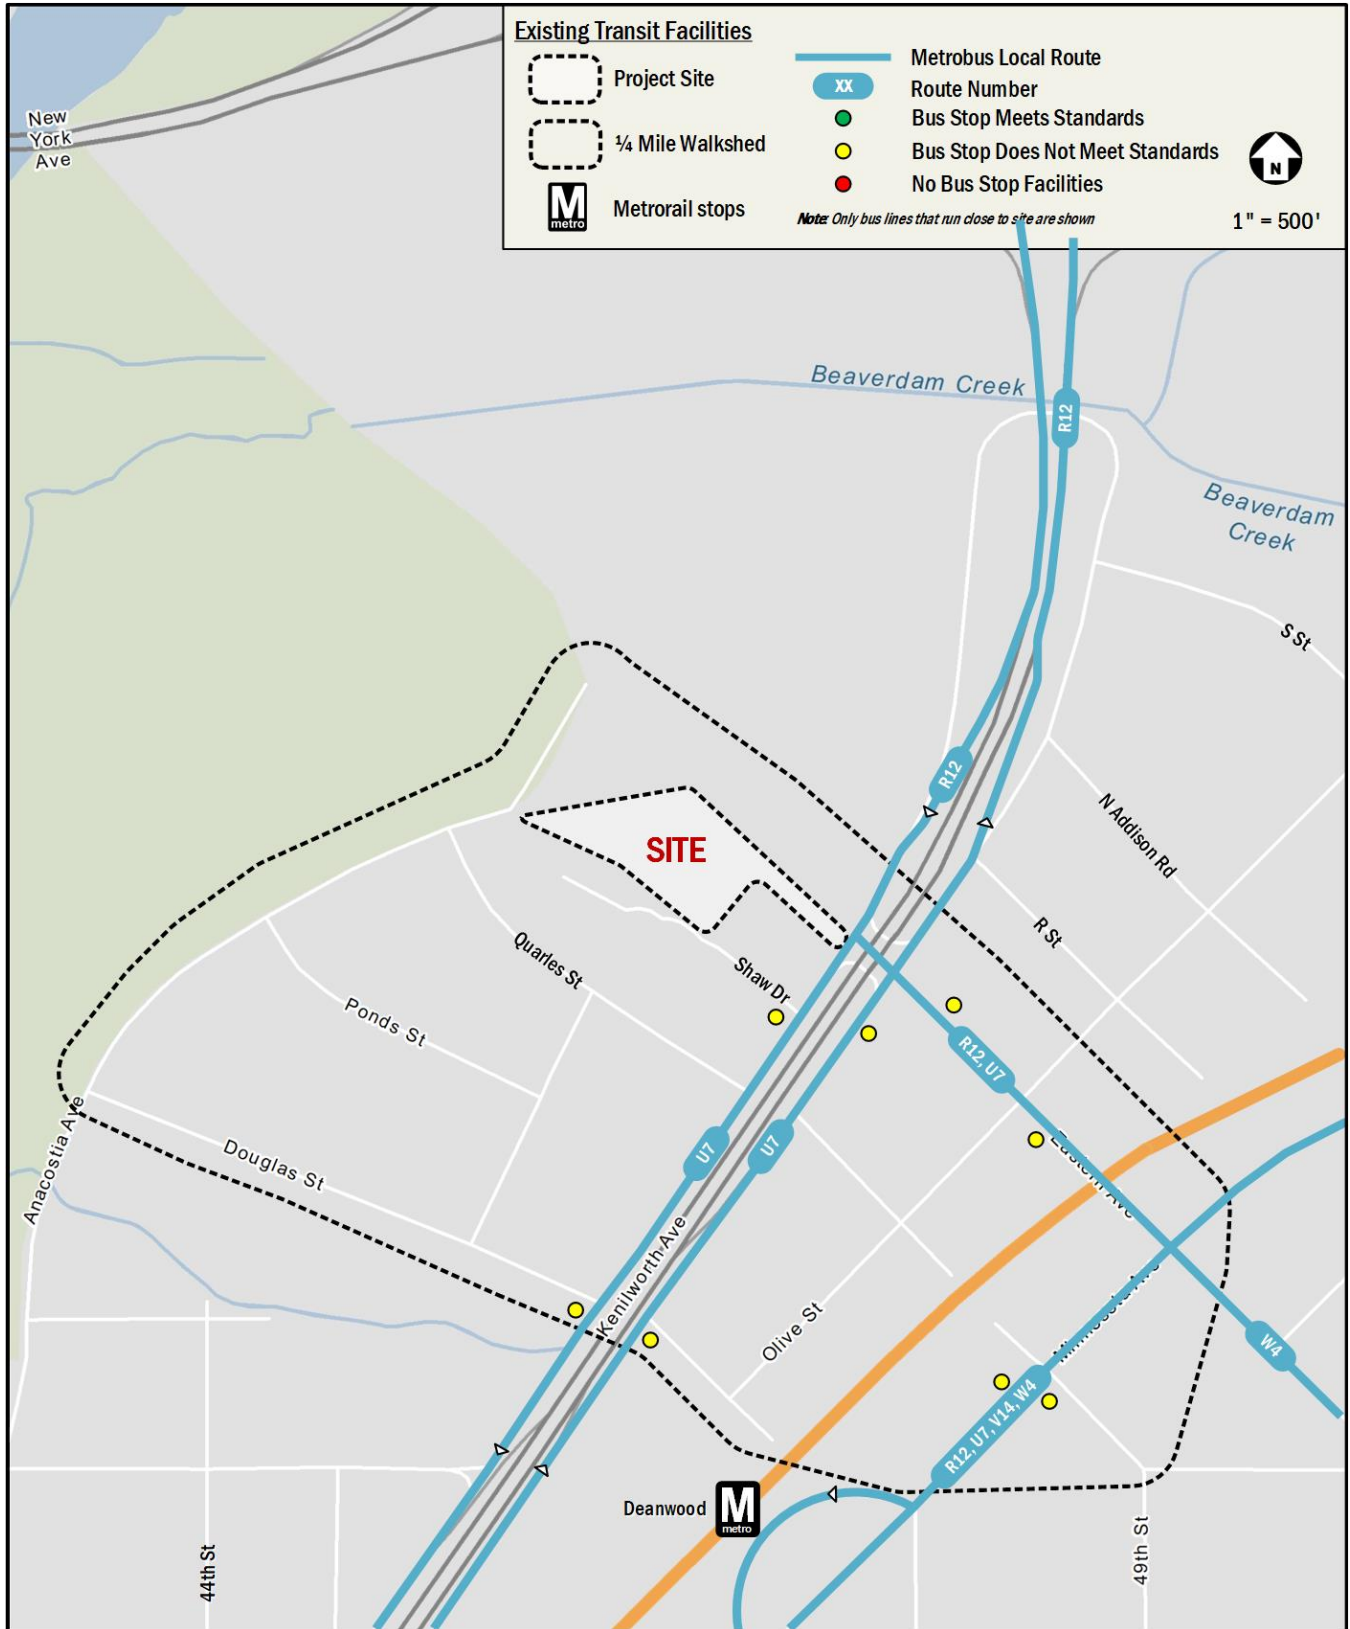 Existing Transit Facilities
Project Site
¼ Mile Walkshed
M
metro
Metrorail stops
Metrobus Local Route
XX
Route Number
Bus Stop Meets Standards
Bus Stop Does Not Meet Standards
No Bus Stop Facilities
Note: Only bus lines that run close to site are shown
N
1" = 500'
New
York
Ave
Beaverdam Creek
R12
Beaverdam
Creek
S St
R12
N Addison Rd
SITE
R St
Quarles St
Shaw Dr
Ponds St
R12, U7
Anacostia Ave
Douglas St
U7
U7
Eastern Ave
Kenilworth Ave
Olive St
Minnesota Ave
W4
R12, U7, V14, W4
Deanwood
M
metro
44th St
49th St